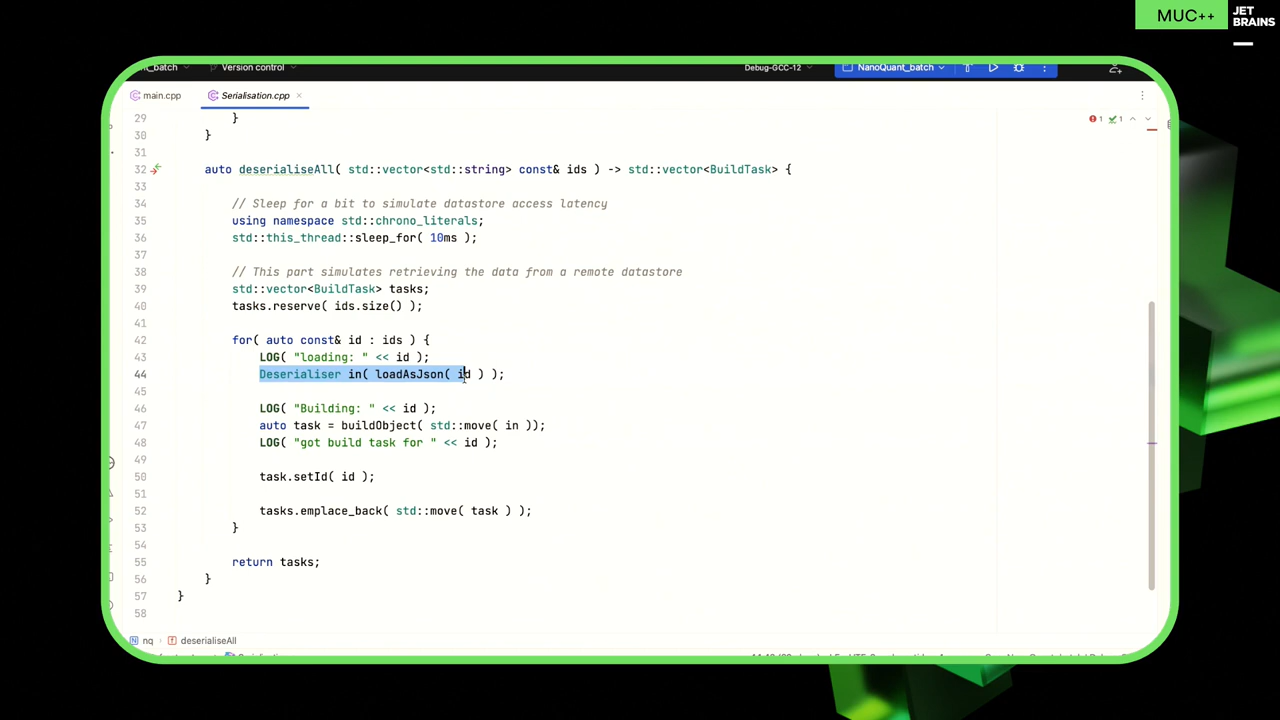 MUC++
JET
BRAINS
_batch
Version control
Debug-GCC-12
NanoQuant_batch
main.cpp
Serialisation.cpp
1 1
29 }
30 }
31
32 auto deserialiseAll( std::vector<std::string> const& ids ) -> std::vector<BuildTask> {
33
34 // Sleep for a bit to simulate datastore access latency
35 using namespace std::chrono_literals;
36 std::this_thread::sleep_for( 10ms );
37
38 // This part simulates retrieving the data from a remote datastore
39 std::vector<BuildTask> tasks;
40 tasks.reserve( ids.size() );
41
42 for( auto const& id : ids ) {
43 LOG( "loading: " << id );
44 Deserialiser in( loadAsJson( id ) );
45
46 LOG( "Building: " << id );
47 auto task = buildObject( std::move( in ));
48 LOG( "got build task for " << id );
49
50 task.setId( id );
51
52 tasks.emplace_back( std::move( task ) );
53 }
54
55 return tasks;
56 }
57 }
58
nq
deserialiseAll